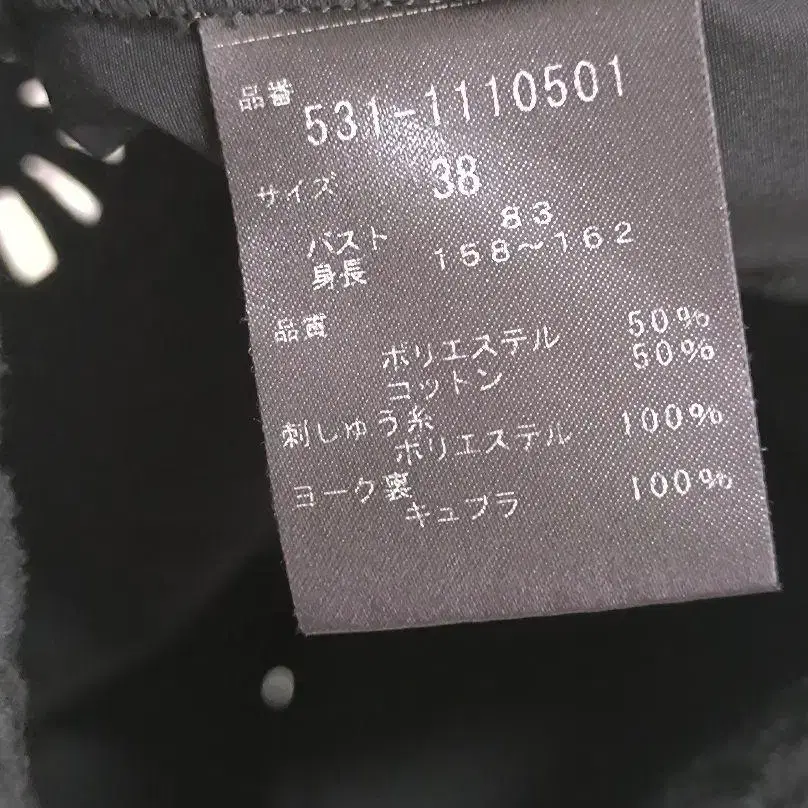 品番
531-1110501
サイズ 38
バスト 83
身長 158~162
品質
ポリエステル 50%
コットン 50%
刺しゅう糸
ポリエステル 100%
ヨーク裏
キュプラ 100%